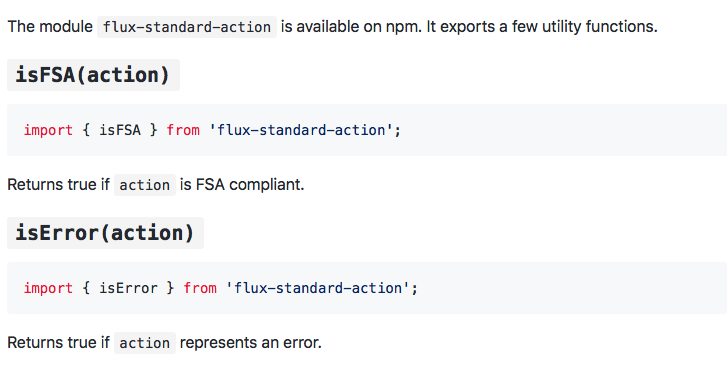 The module flux-standard-action is available on npm. It exports a few utility functions.
isFSA(action)
import { isFSA } from 'flux-standard-action';
Returns true if action is FSA compliant.
isError(action)
import { isError } from 'flux-standard-action';
Returns true if action represents an error.